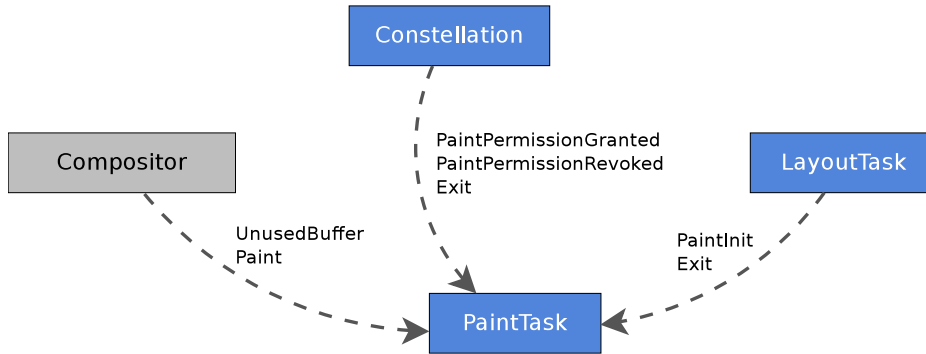 Constellation
Compositor
PaintPermissionGranted
PaintPermissionRevoked
Exit
LayoutTask
UnusedBuffer
Paint
PaintInit
Exit
PaintTask